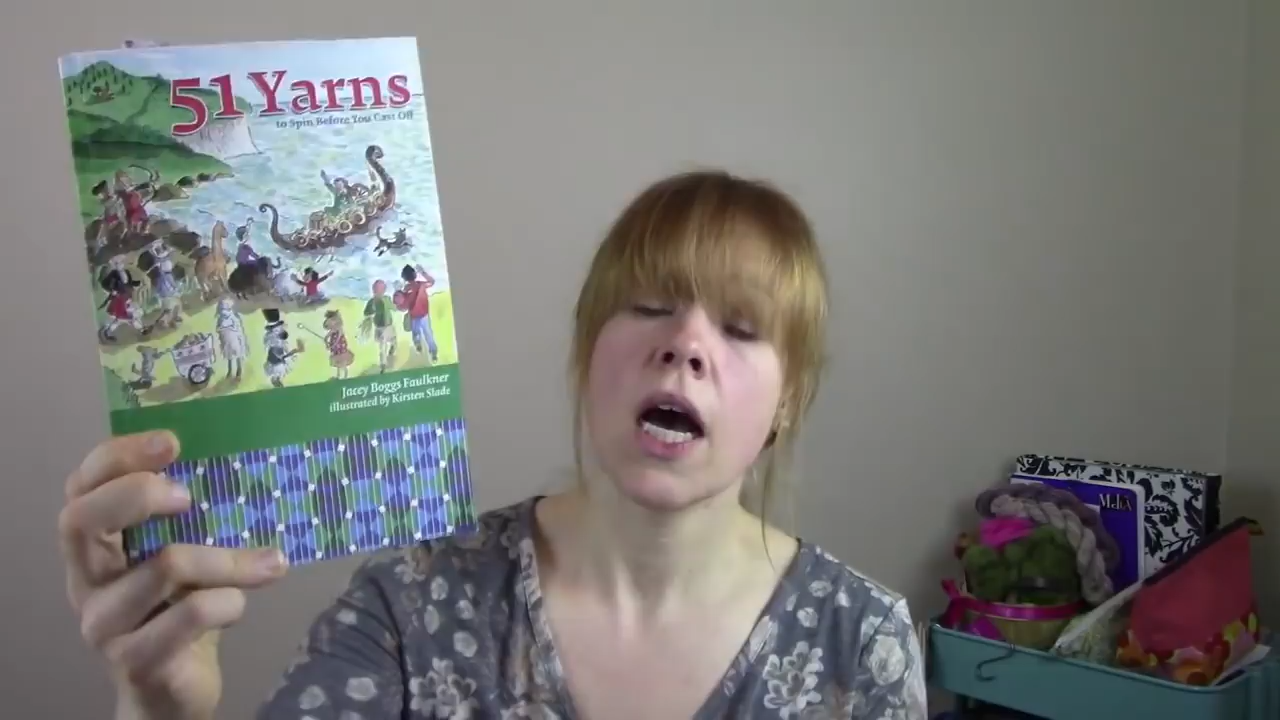 51 Yarns
to Spin Before You Cast Off
Jacey Boggs Faulkner
illustrated by Kirsten Slade